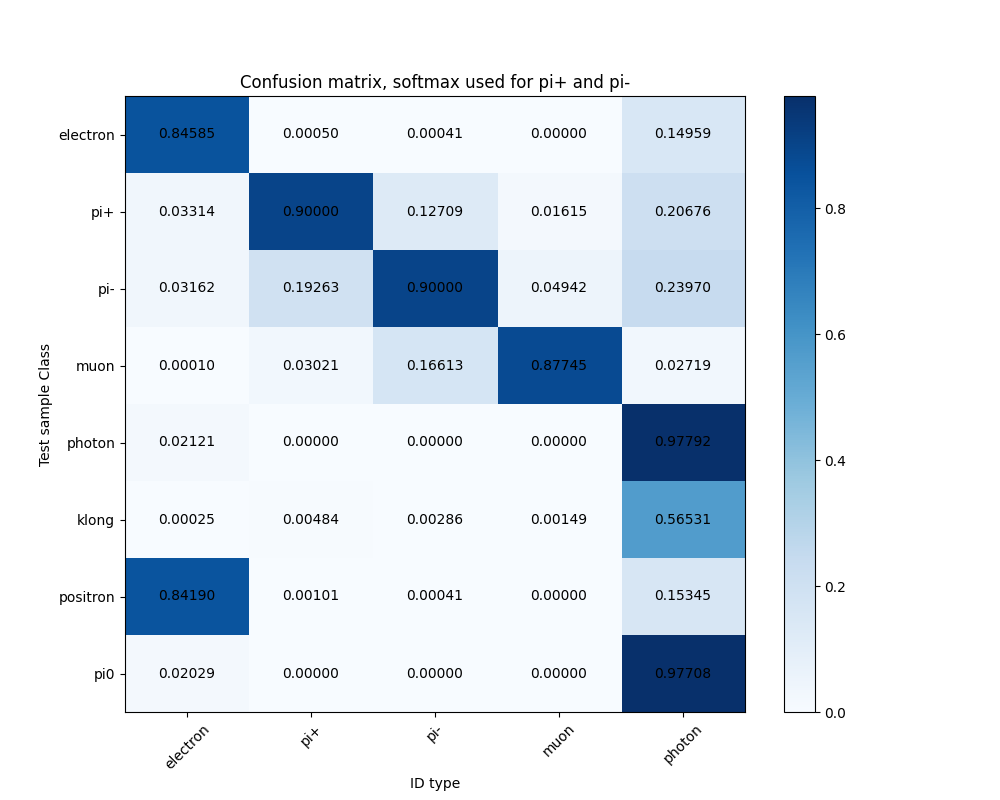 Confusion matrix, softmax used for pi+ and pi-
electron 0.84585 0.00050 0.00041 0.00000 0.14959
pi+ 0.03314 0.90000 0.12709 0.01615 0.20676
pi- 0.03162 0.19263 0.90000 0.04942 0.23970
muon 0.00010 0.03021 0.16613 0.87745 0.02719
photon 0.02121 0.00000 0.00000 0.00000 0.97792
klong 0.00025 0.00484 0.00286 0.00149 0.56531
positron 0.84190 0.00101 0.00041 0.00000 0.15345
pi0 0.02029 0.00000 0.00000 0.00000 0.97708
electron pi+ pi- muon photon
ID type
Test sample Class
0.8
0.6
0.4
0.2
0.0